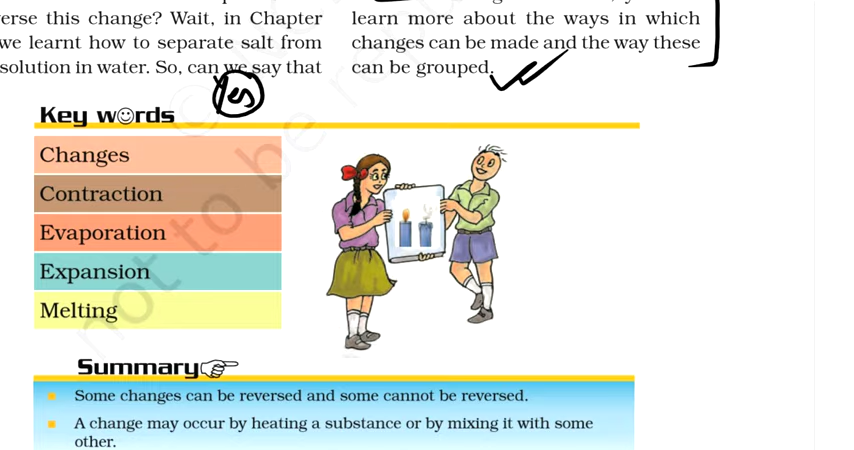 erse this change? Wait, in Chapter
we learnt how to separate salt from
solution in water. So, can we say that
Yes
learn more about the ways in which
changes can be made and the way these
can be grouped.
Key words
Changes
Contraction
Evaporation
Expansion
Melting
Summary
Some changes can be reversed and some cannot be reversed.
A change may occur by heating a substance or by mixing it with some
other.
not to be